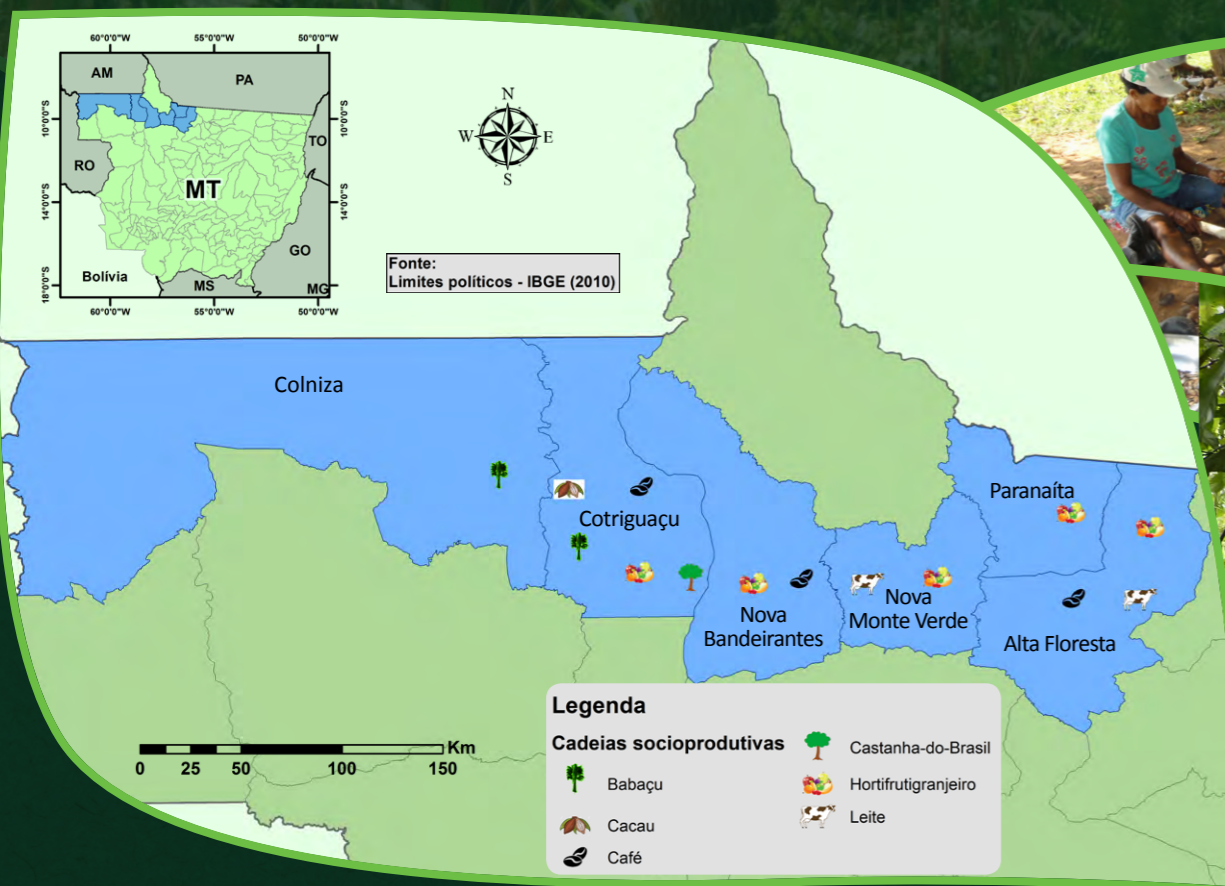 60°0'0"W 55°0'0"W 50°0'0"W
AM
PA
10°0'0"S
10°0'0"S
TO
RO
MT
14°0'0"S
14°0'0"S
GO
Bolívia
MS
MG
18°0'0"S
18°0'0"S
60°0'0"W 55°0'0"W 50°0'0"W
N
W E
S
Fonte:
Limites políticos - IBGE (2010)
Colniza
Cotriguaçu
Nova
Bandeirantes
Nova
Monte Verde
Paranaíta
Alta Floresta
Km
0 25 50 100 150
Legenda
Cadeias socioprodutivas
Babaçu
Cacau
Café
Castanha-do-Brasil
Hortifrutigranjeiro
Leite